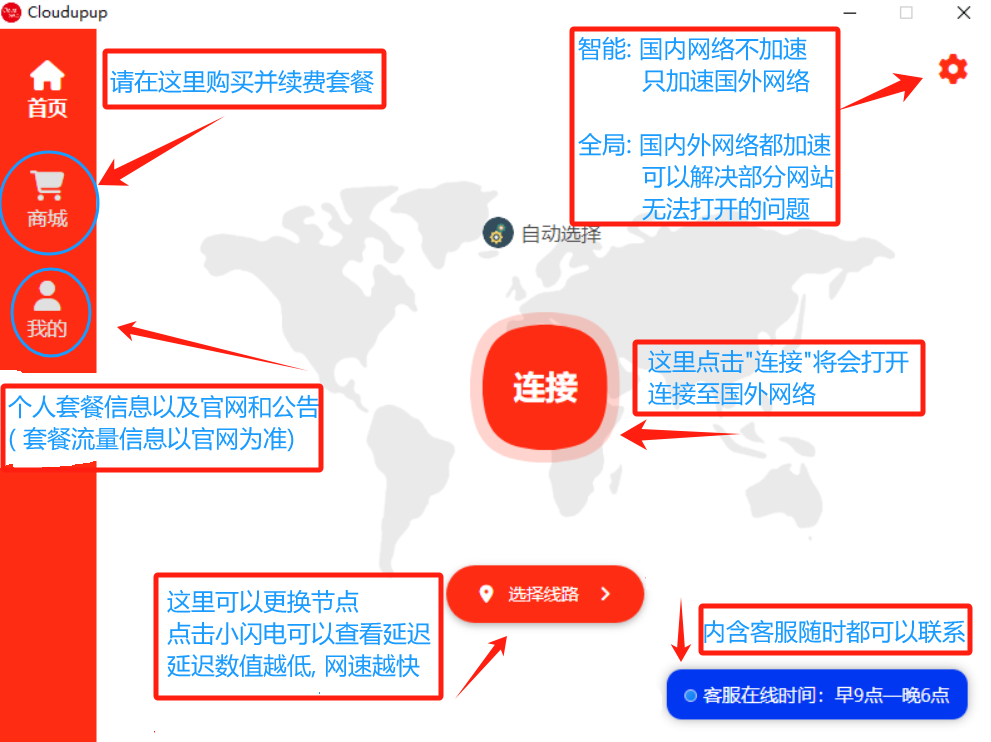 Cloudupup
首页
商城
我的
请在这里购买并续费套餐
智能: 国内网络不加速
只加速国外网络
全局: 国内外网络都加速
可以解决部分网站
无法打开的问题
自动选择
连接
这里点击"连接"将会打开
连接至国外网络
个人套餐信息以及官网和公告
( 套餐流量信息以官网为准)
这里可以更换节点
点击小闪电可以查看延迟
延迟数值越低, 网速越快
选择线路
内含客服随时都可以联系
客服在线时间：早9点—晚6点